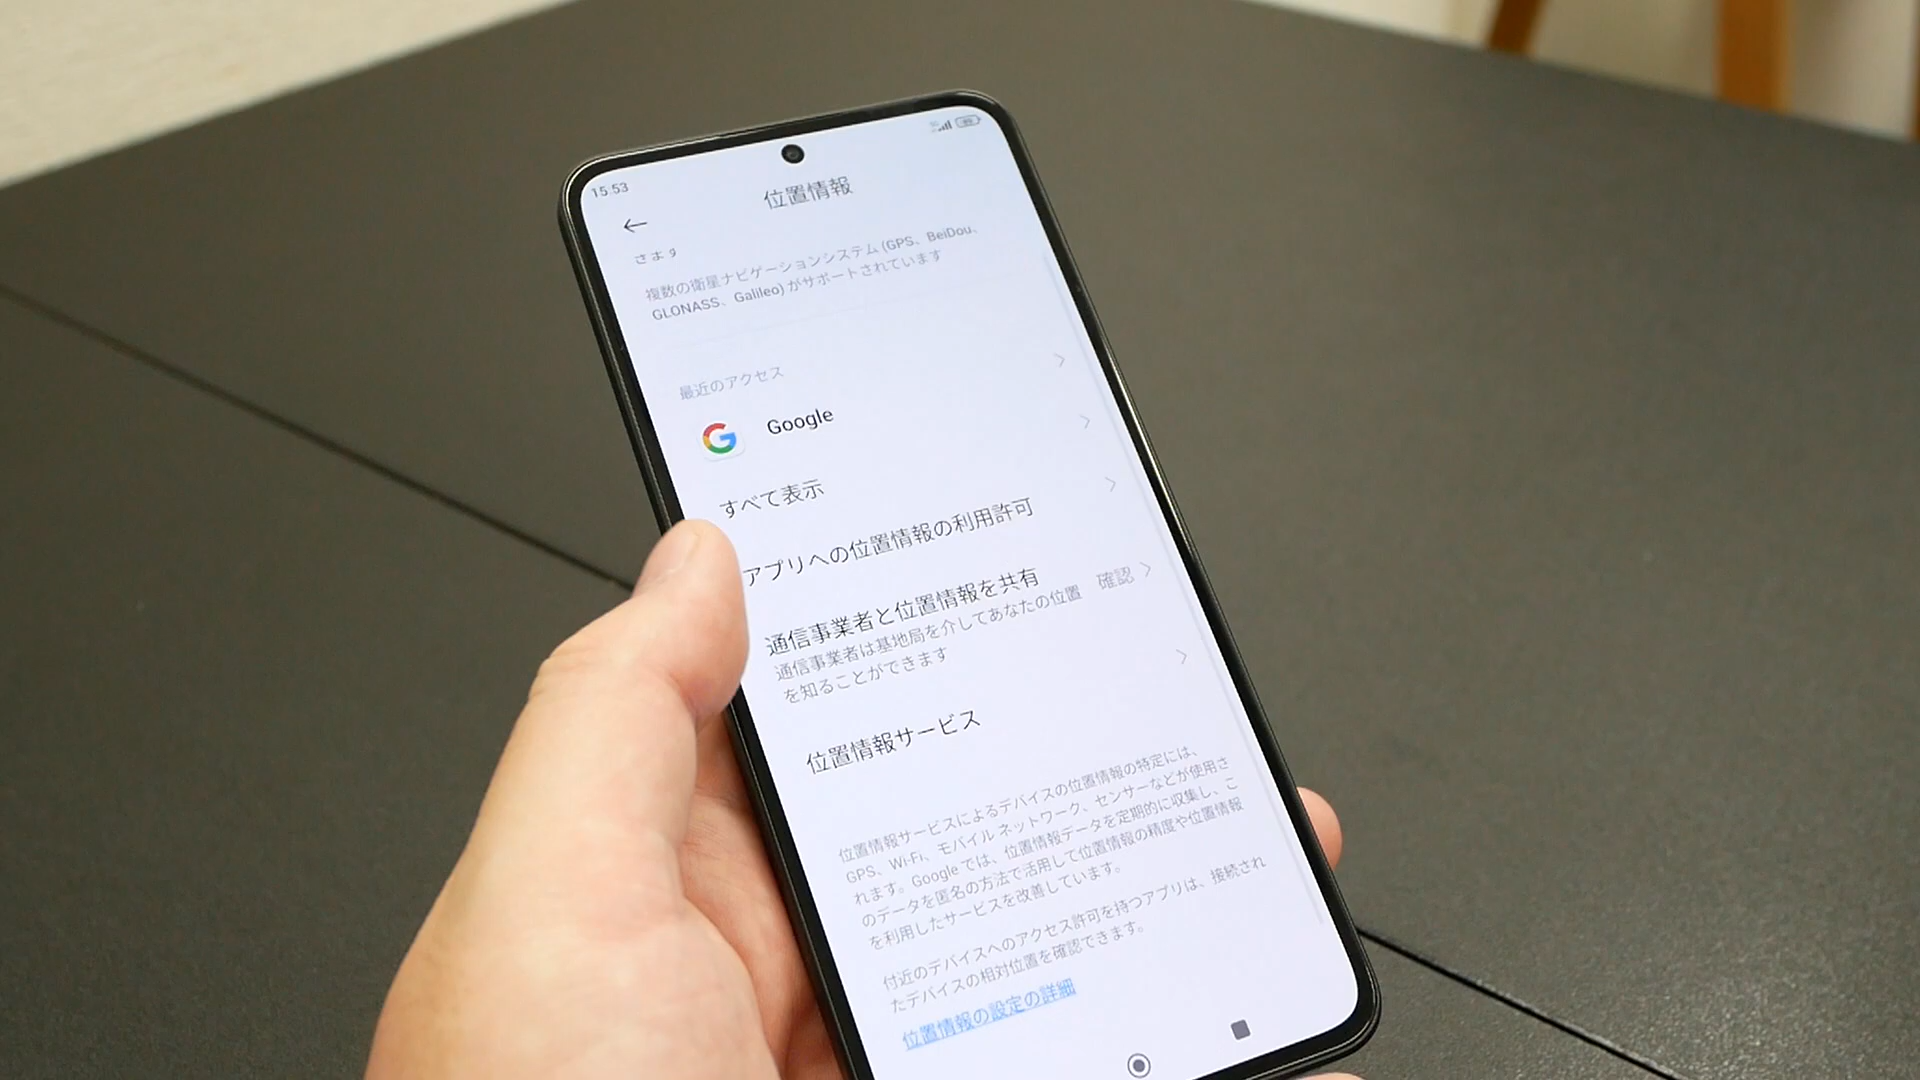 15:53
位置情報
複数の衛星ナビゲーションシステム (GPS、BeiDou、
GLONASS、Galileo) がサポートされています
最近のアクセス
Google
すべて表示
アプリへの位置情報の利用許可
通信事業者と位置情報を共有
確認
通信事業者は基地局を介してあなたの位置
を知ることができます
位置情報サービス
位置情報サービスによるデバイスの位置情報の特定には、
GPS、Wi-Fi、モバイル ネットワーク、センサーなどが使用さ
れます。Google では、位置情報データを定期的に収集し、こ
のデータを匿名の方法で活用して位置情報の精度や位置情報
を利用したサービスを改善しています。
付近のデバイスへのアクセス許可を持つアプリは、接続され
たデバイスの相対位置を確認できます。
位置情報の設定の詳細